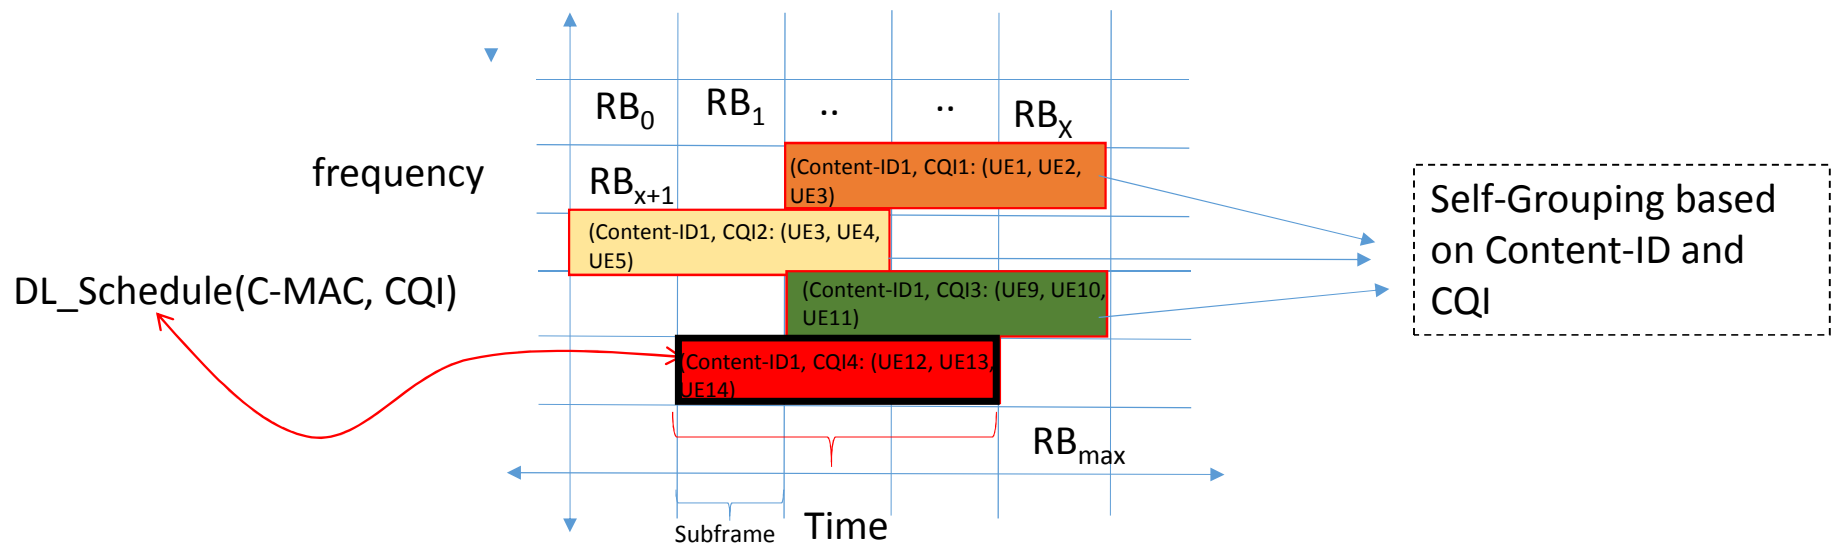 RB0
RB1
..
..
RBX
frequency
RBx+1
(Content-ID1, CQI1: (UE1, UE2,
UE3)
(Content-ID1, CQI2: (UE3, UE4,
UE5)
Self-Grouping based
on Content-ID and
CQI
DL_Schedule(C-MAC, CQI)
(Content-ID1, CQI3: (UE9, UE10,
UE11)
(Content-ID1, CQI4: (UE12, UE13,
UE14)
RBmax
Subframe
Time